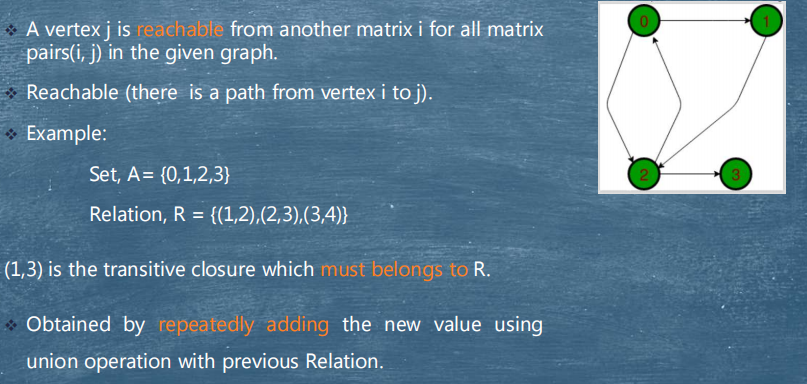 A vertex j is reachable from another matrix i for all matrix
pairs(i, j) in the given graph.
Reachable (there is a path from vertex i to j).
Example:
Set, A= {0,1,2,3}
Relation, R = {(1,2),(2,3),(3,4)}
(1,3) is the transitive closure which must belongs to R.
Obtained by repeatedly adding the new value using
union operation with previous Relation.
0
1
2
3